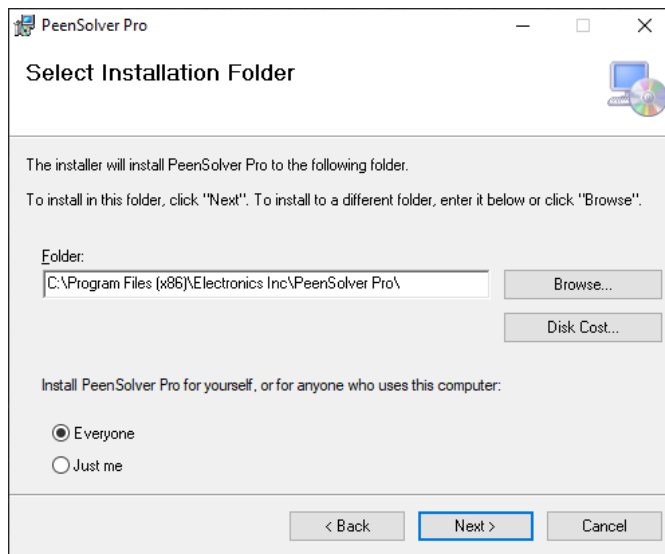 PeenSolver Pro
Select Installation Folder
The installer will install PeenSolver Pro to the following folder.
To install in this folder, click "Next". To install to a different folder, enter it below or click "Browse".
Folder:
C:\Program Files (x86)\Electronics Inc\PeenSolver Pro\
Browse...
Disk Cost...
Install PeenSolver Pro for yourself, or for anyone who uses this computer:
Everyone
Just me
< Back
Next >
Cancel